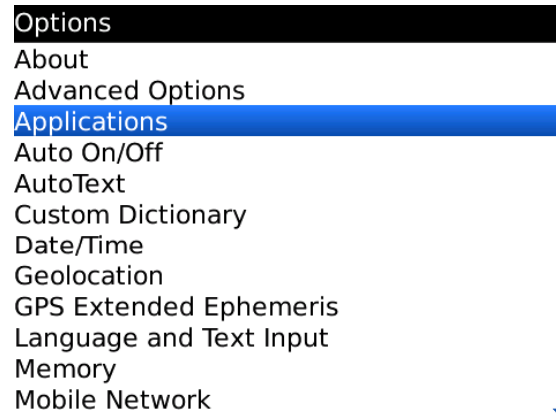 Options
About
Advanced Options
Applications
Auto On/Off
AutoText
Custom Dictionary
Date/Time
Geolocation
GPS Extended Ephemeris
Language and Text Input
Memory
Mobile Network